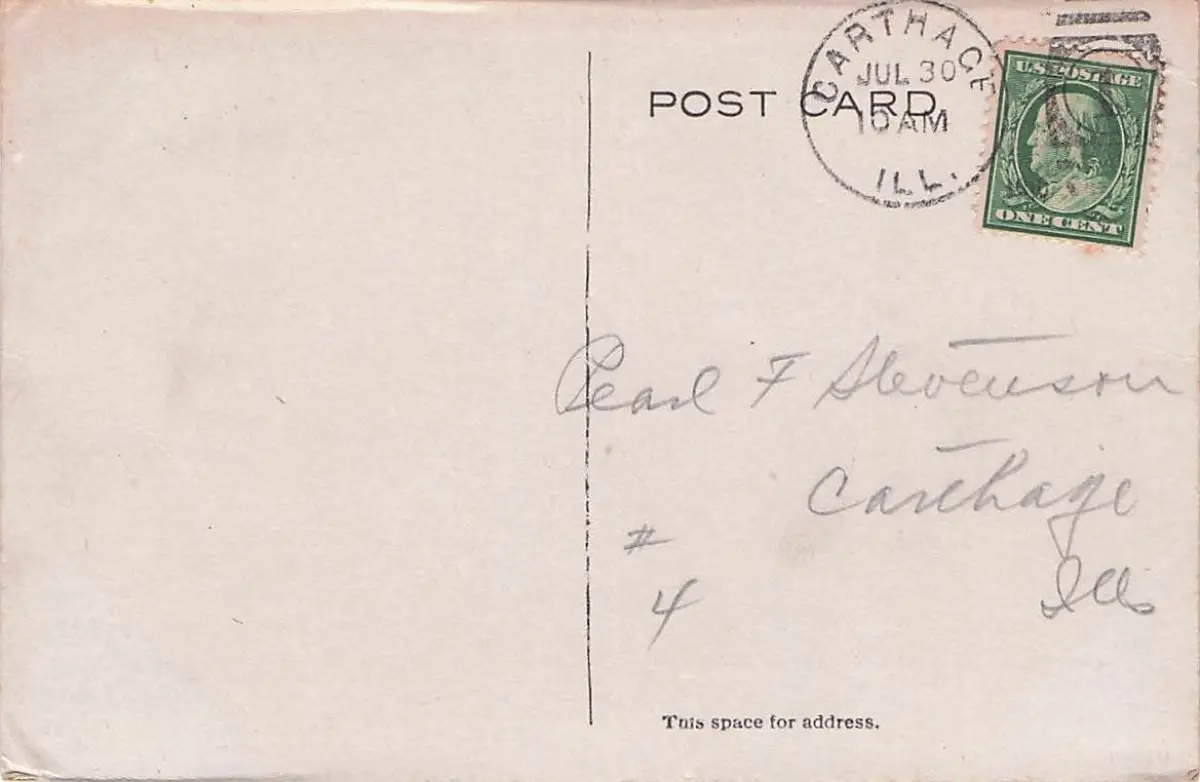 CARTHAGE
JUL 30
10 AM
ILL.
U.S. POSTAGE
ONE CENT
POST CARD
Pearl F Stevenson
Carthage
#
4
Ills
This space for address.